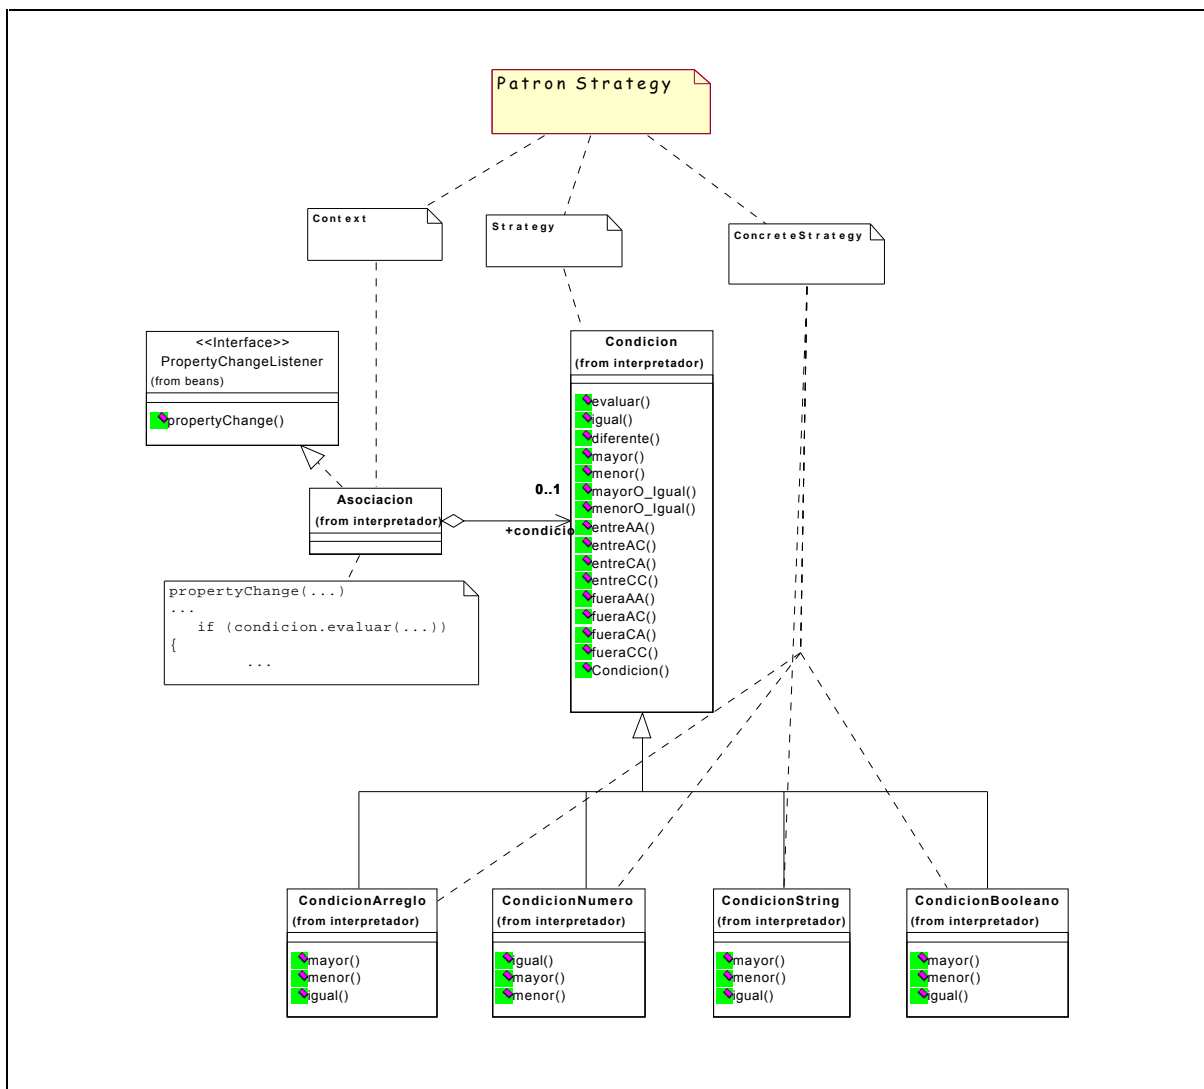 Patron Strategy
Context
Strategy
ConcreteStrategy
<<Interface>>
PropertyChangeListener
(from beans)
propertyChange()
Asociacion
(from interpretador)
0..1
+condicio
propertyChange(...)
...
if (condicion.evaluar(...))
{
...
Condicion
(from interpretador)
evaluar()
igual()
diferente()
mayor()
menor()
mayorO_Igual()
menorO_Igual()
entreAA()
entreAC()
entreCA()
entreCC()
fueraAA()
fueraAC()
fueraCA()
fueraCC()
Condicion()
CondicionArreglo
(from interpretador)
mayor()
menor()
igual()
CondicionNumero
(from interpretador)
igual()
mayor()
menor()
CondicionString
(from interpretador)
mayor()
menor()
igual()
CondicionBooleano
(from interpretador)
mayor()
menor()
igual()